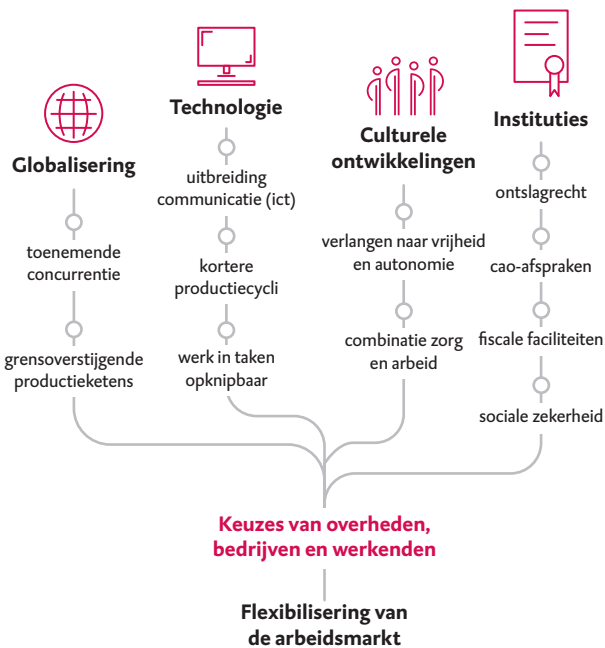 Globalisering
toenemende
concurrentie
grensoverstijgende
productieketens
Technologie
uitbreiding
communicatie (ict)
kortere
productiecycli
werk in taken
opknipbaar
Culturele
ontwikkelingen
verlangen naar vrijheid
en autonomie
combinatie zorg
en arbeid
Instituties
ontslagrecht
cao-afspraken
fiscale faciliteiten
sociale zekerheid
Keuzes van overheden,
bedrijven en werkenden
Flexibilisering van
de arbeidsmarkt